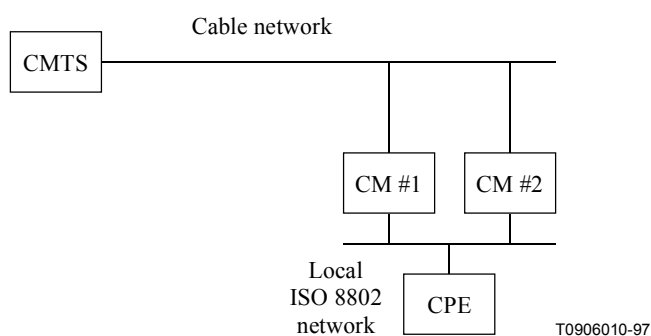 Cable network
CMTS
CM #1
CM #2
Local
ISO 8802
network
CPE
T0906010-97